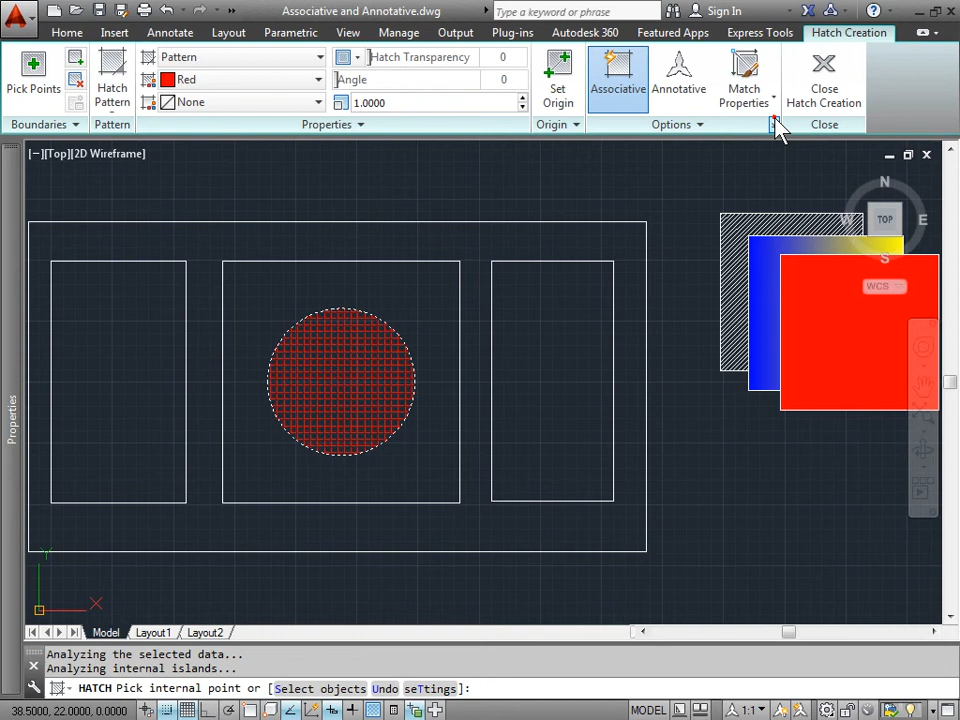 Associative and Annotative.dwg
Type a keyword or phrase
Sign In
Home Insert Annotate Layout Parametric View Manage Output Plug-ins Autodesk 360 Featured Apps Express Tools Hatch Creation
Pick Points
Hatch
Pattern
Pattern
Red
None
Hatch Transparency 0
Angle 0
1.0000
Set
Origin
Associative
Annotative
Match
Properties
Close
Hatch Creation
Boundaries Pattern Properties Origin Options Close
[−][Top][2D Wireframe]
N
W TOP E
S
WCS
Properties
Y
X
Model Layout1 Layout2
Analyzing the selected data...
Analyzing internal islands...
HATCH Pick internal point or [Select objects Undo seTtings]:
38.5000, 22.0000, 0.0000
MODEL
1:1